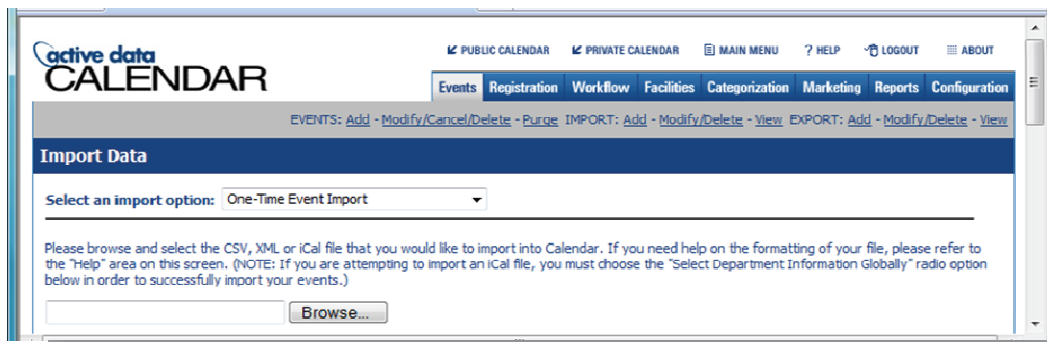 active data
CALENDAR
PUBLIC CALENDAR PRIVATE CALENDAR MAIN MENU ? HELP LOGOUT ABOUT
Events Registration Workflow Facilities Categorization Marketing Reports Configuration
EVENTS: Add - Modify/Cancel/Delete - Purge IMPORT: Add - Modify/Delete - View EXPORT: Add - Modify/Delete - View
Import Data
Select an import option: One-Time Event Import
Please browse and select the CSV, XML or iCal file that you would like to import into Calendar. If you need help on the formatting of your file, please refer to
the "Help" area on this screen. (NOTE: If you are attempting to import an iCal file, you must choose the "Select Department Information Globally" radio option
below in order to successfully import your events.)
Browse...